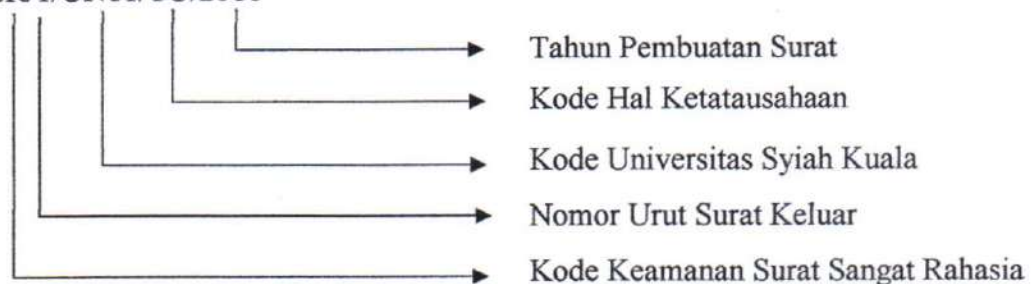 Tahun Pembuatan Surat
Kode Hal Ketatausahaan
Kode Universitas Syiah Kuala
Nomor Urut Surat Keluar
Kode Keamanan Surat Sangat Rahasia